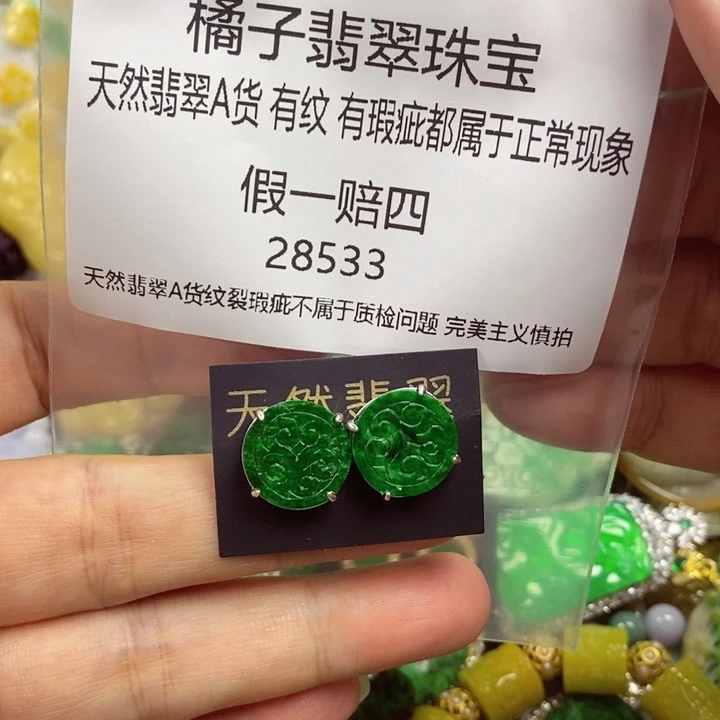 橘子翡翠珠宝
天然翡翠A货 有纹 有瑕疵都属于正常现象
假一赔四
28533
天然翡翠A货纹裂瑕疵不属于质检问题 完美主义慎拍
天然翡翠